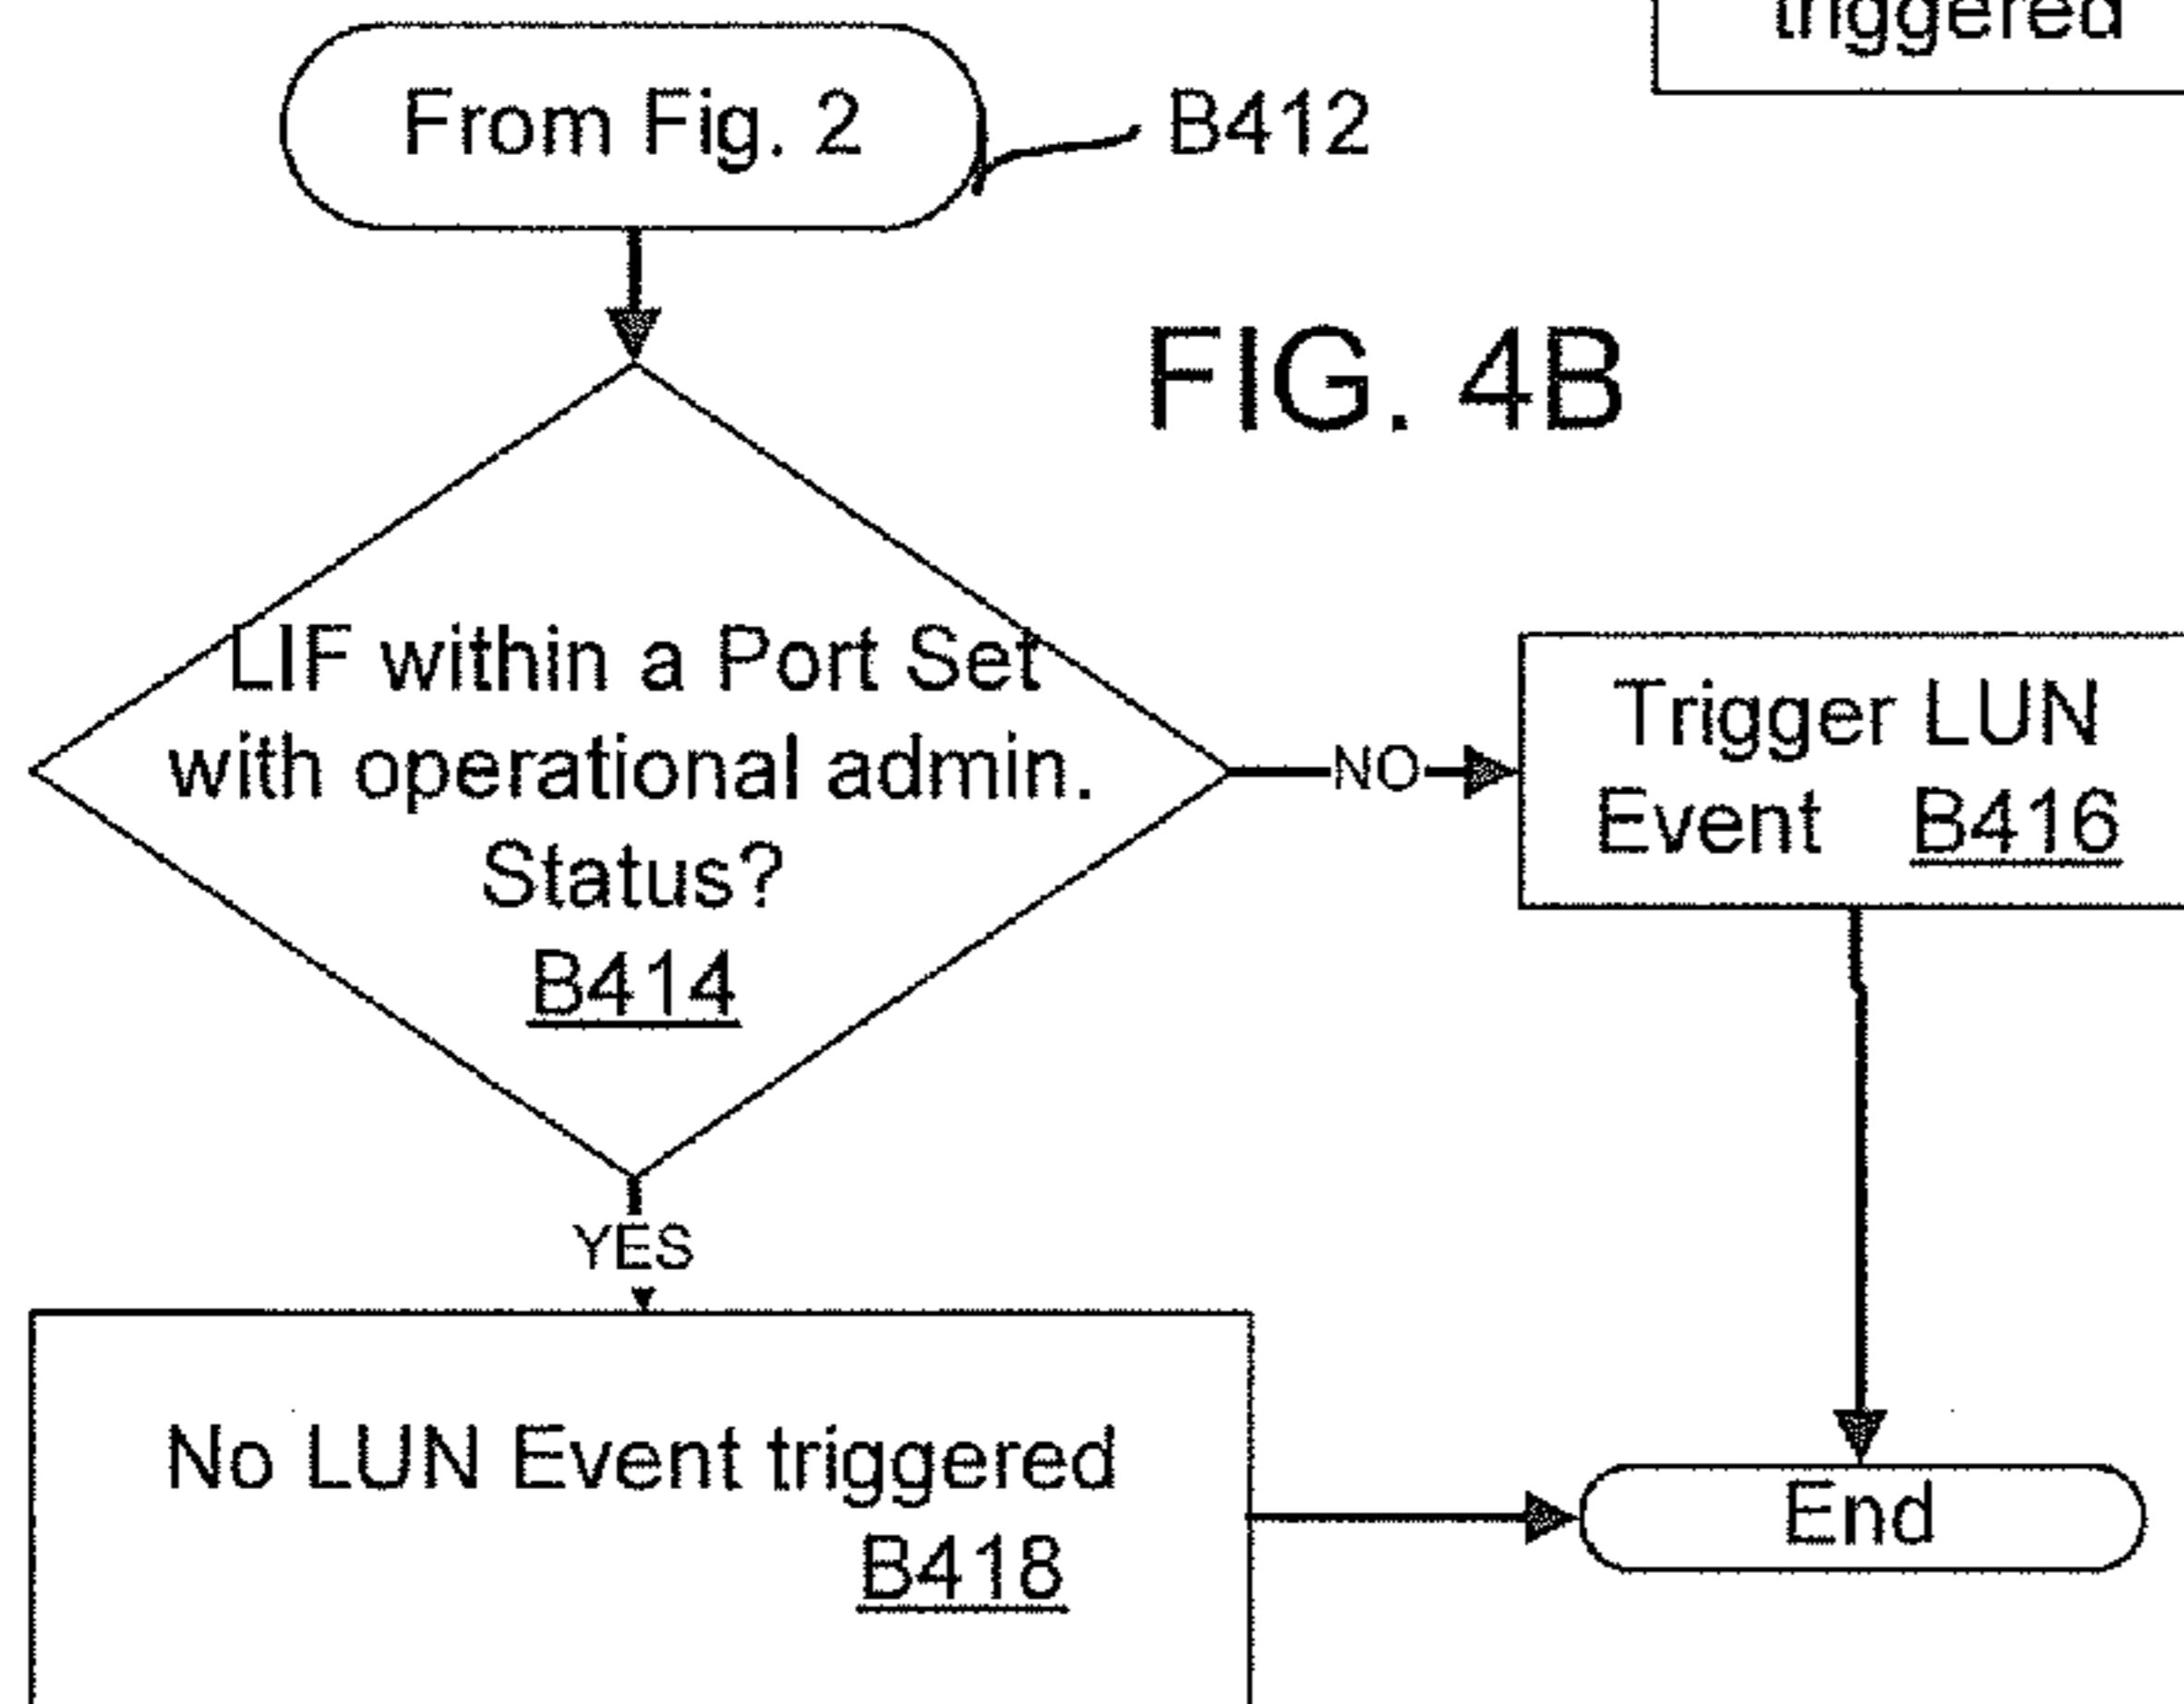 triggered
From Fig. 2
B412
FIG. 4B
LIF within a Port Set
with operational admin.
Status?
B414
NO
Trigger LUN
Event B416
YES
No LUN Event triggered
B418
End